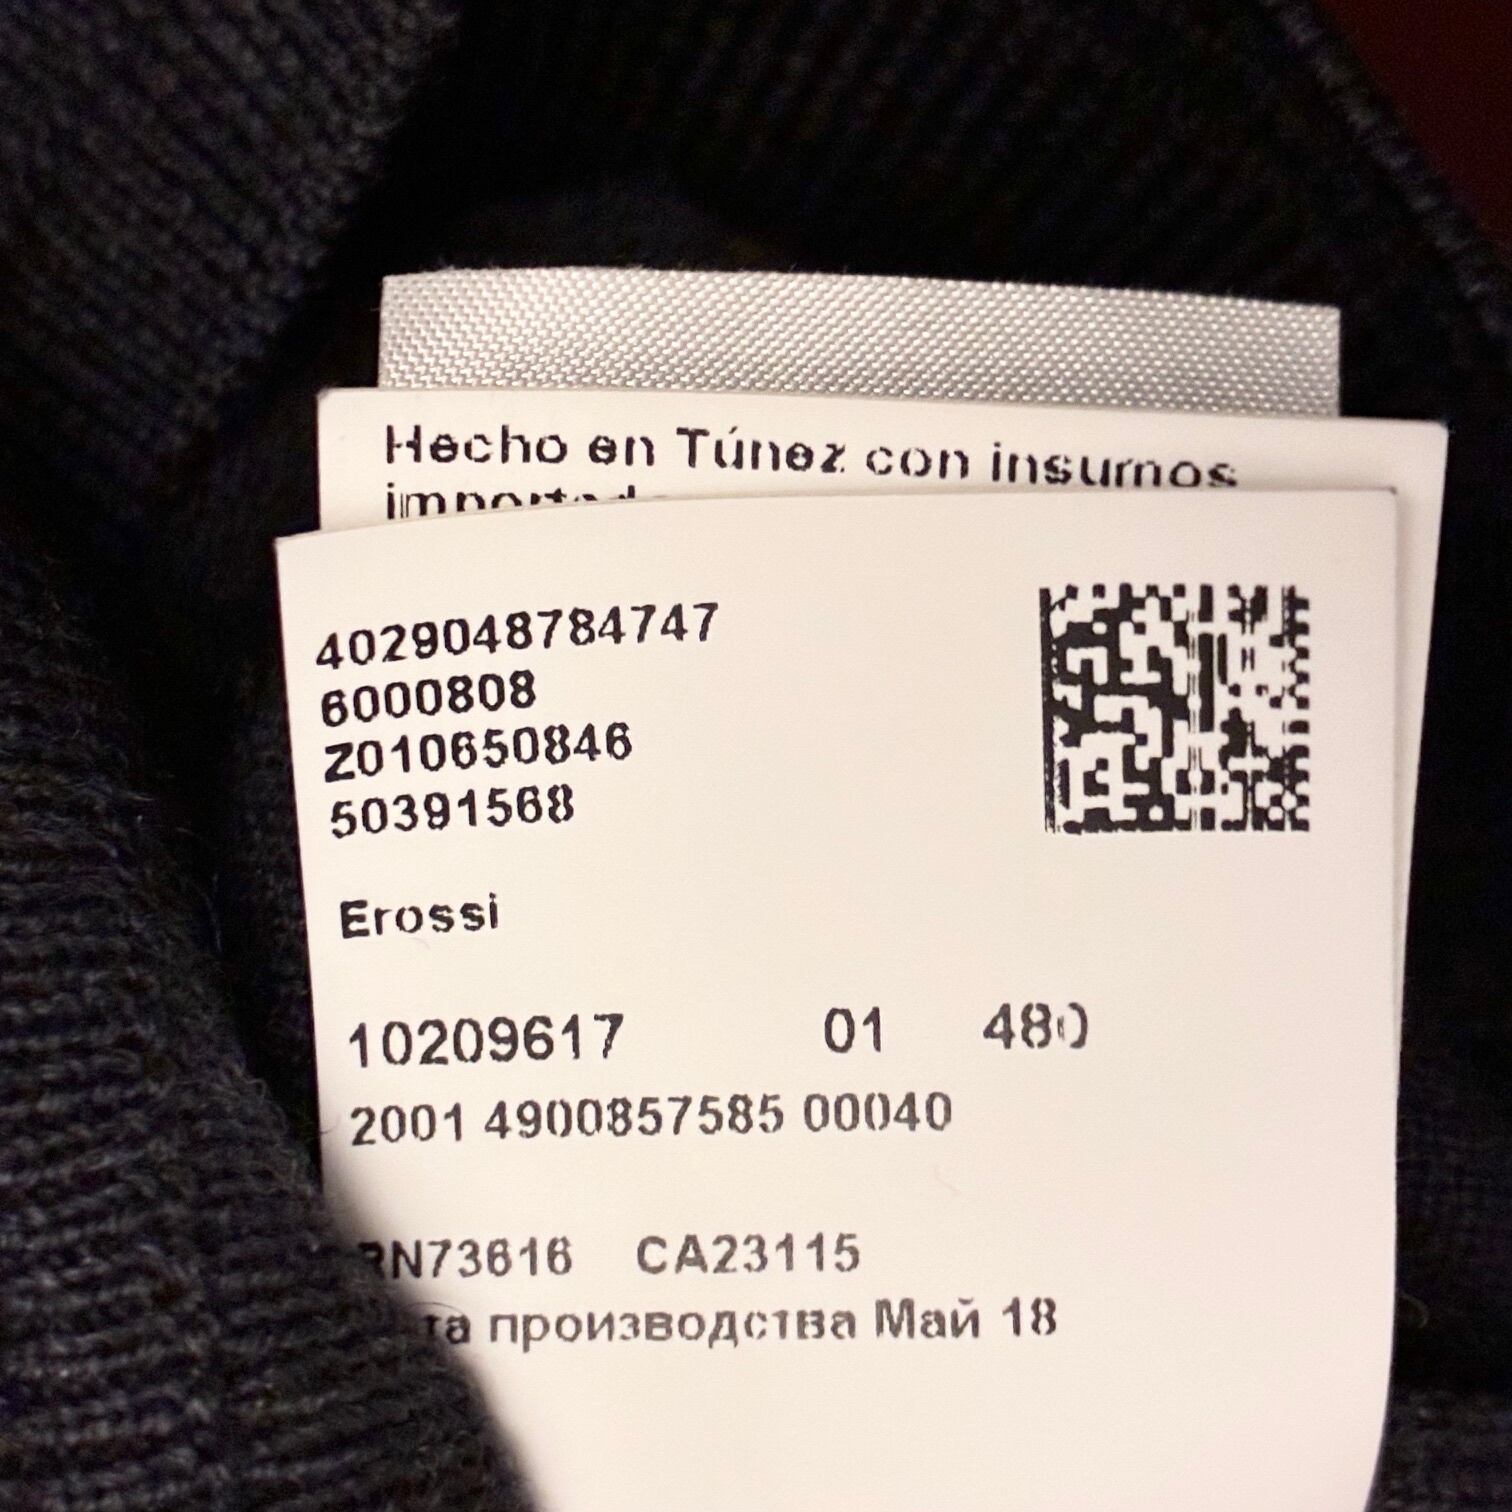 Hecho en Túnez con insumos
4029048784747
6000808
Z010650846
50391568
Erossi
10209617 01 480
2001 4900857585 00040
RN73616 CA23115
производства Май 18